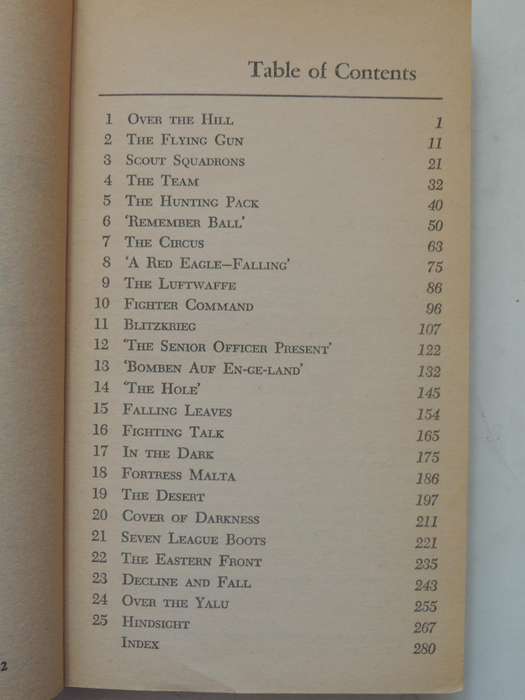 Table of Contents
1 Over the Hill 1
2 The Flying Gun 11
3 Scout Squadrons 21
4 The Team 32
5 The Hunting Pack 40
6 'Remember Ball' 50
7 The Circus 63
8 'A Red Eagle—Falling' 75
9 The Luftwaffe 86
10 Fighter Command 96
11 Blitzkrieg 107
12 'The Senior Officer Present' 122
13 'Bomben Auf En-ge-land' 132
14 'The Hole' 145
15 Falling Leaves 154
16 Fighting Talk 165
17 In the Dark 175
18 Fortress Malta 186
19 The Desert 197
20 Cover of Darkness 211
21 Seven League Boots 221
22 The Eastern Front 235
23 Decline and Fall 243
24 Over the Yalu 255
25 Hindsight 267
Index 280
2